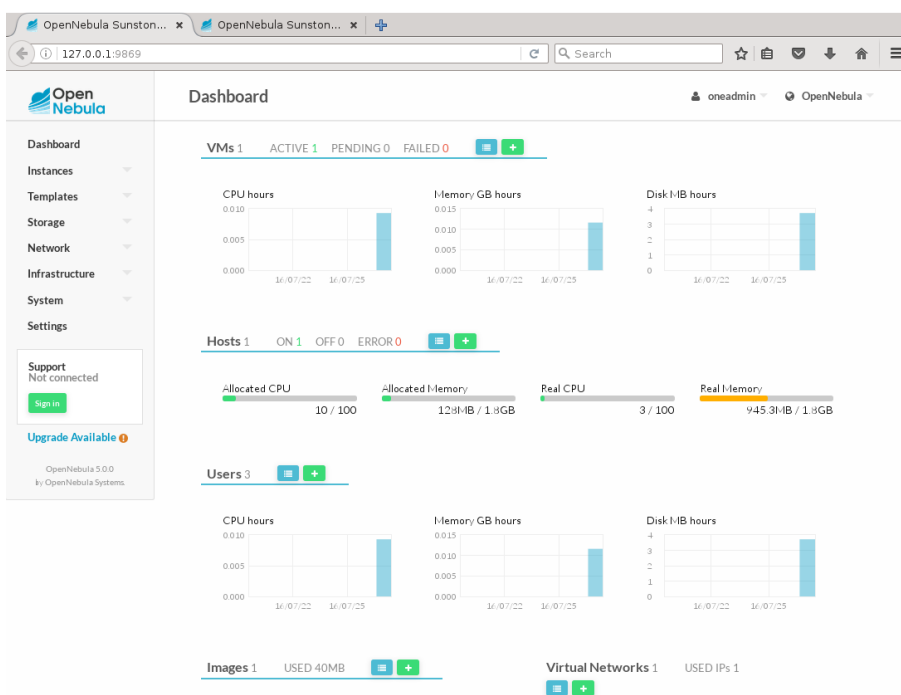 OpenNebula Sunston... × OpenNebula Sunston... ×
127.0.0.1:9869 Search
Open
Nebula
Dashboard
oneadmin OpenNebula
Dashboard
Instances
Templates
Storage
Network
Infrastructure
System
Settings
Support
Not connected
Sign in
Upgrade Available
OpenNebula 5.0.0
by OpenNebula Systems.
VMs 1 ACTIVE 1 PENDING 0 FAILED 0
CPU hours
0.010
0.005
0.000
16/07/22 16/07/25
Memory GB hours
0.015
0.010
0.005
0.000
16/07/22 16/07/25
Disk MB hours
4
3
2
1
0
16/07/22 16/07/25
Hosts 1 ON 1 OFF 0 ERROR 0
Allocated CPU
10 / 100
Allocated Memory
128MB / 1.8GB
Real CPU
3 / 100
Real Memory
945.3MB / 1.8GB
Users 3
CPU hours
0.010
0.005
0.000
16/07/22 16/07/25
Memory GB hours
0.015
0.010
0.005
0.000
16/07/22 16/07/25
Disk MB hours
4
3
2
1
0
16/07/22 16/07/25
Images 1 USED 40MB
Virtual Networks 1 USED IPs 1